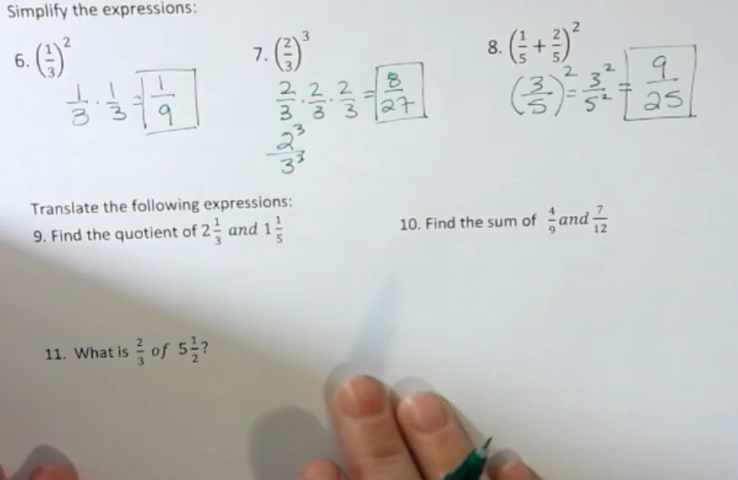 Simplify the expressions:
6. (1/3)^2
1/3 · 1/3 = 1/9
7. (2/3)^3
2/3 · 2/3 · 2/3 = 8/27
2^3/3^3
8. (1/5 + 2/5)^2
(3/5)^2 = 3^2/5^2 = 9/25
Translate the following expressions:
9. Find the quotient of 2 1/3 and 1 1/5
10. Find the sum of 4/9 and 7/12
11. What is 2/3 of 5 1/2?